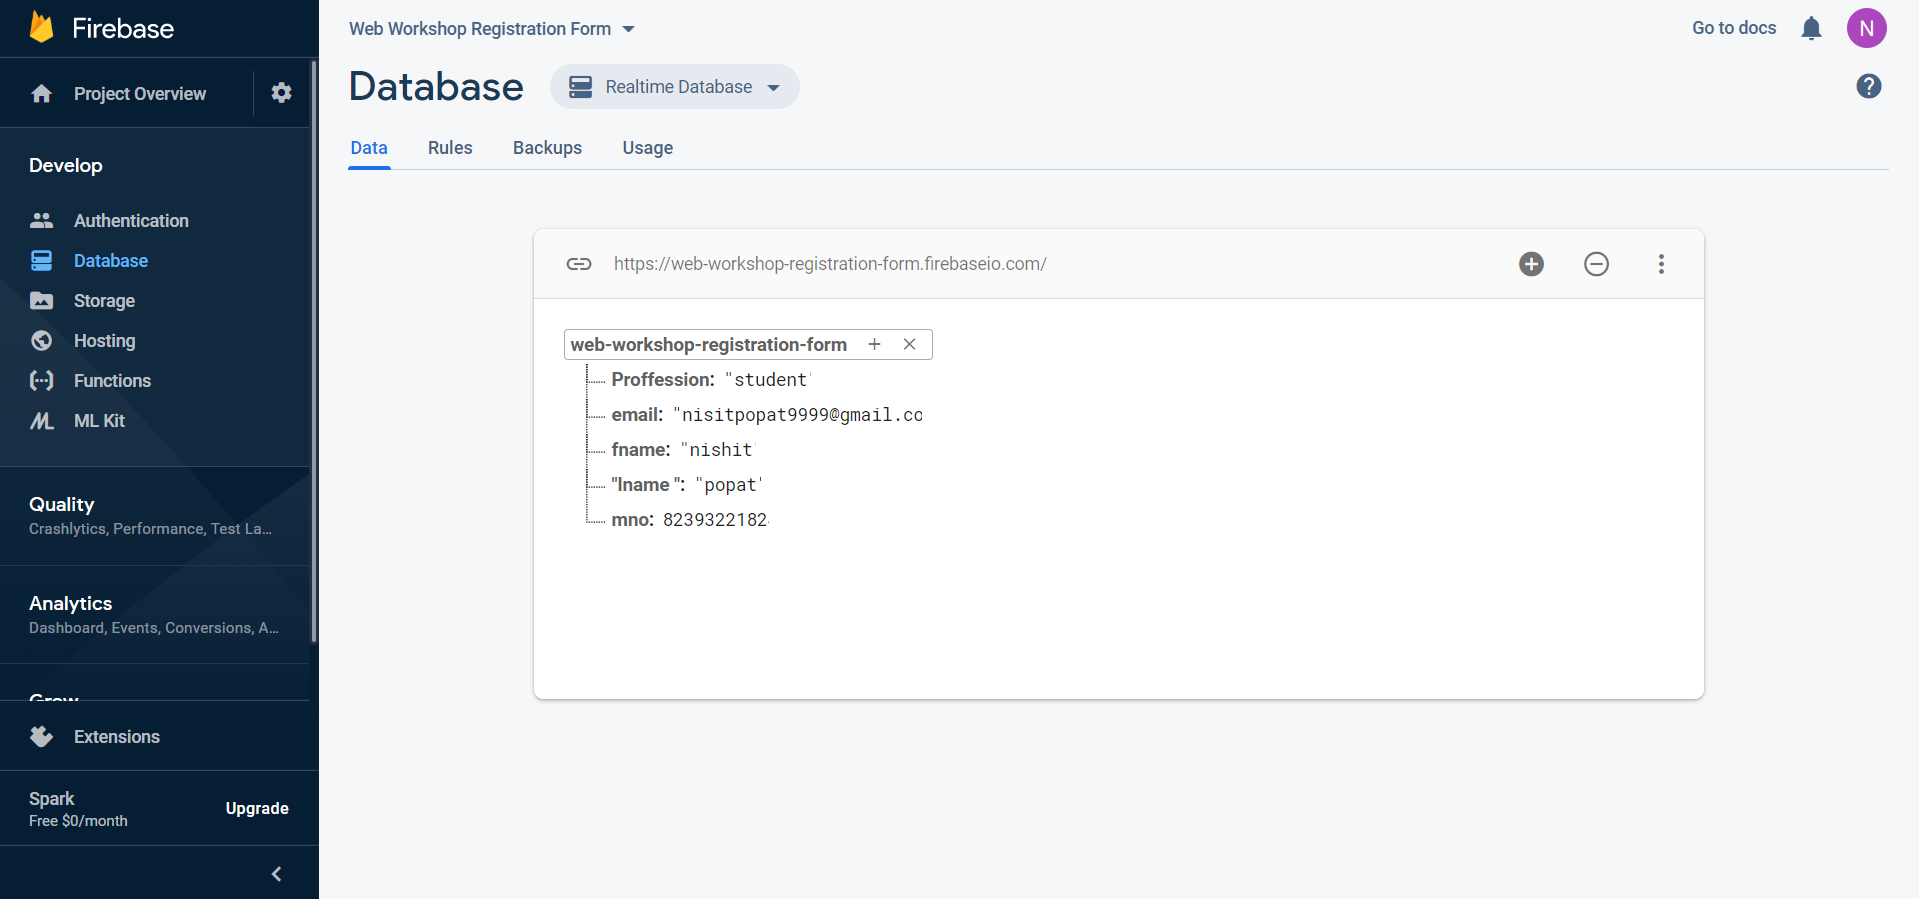 Firebase
Project Overview
Develop
Authentication
Database
Storage
Hosting
Functions
ML Kit
Quality
Crashlytics, Performance, Test La...
Analytics
Dashboard, Events, Conversions, A...
Grow
Extensions
Spark
Free $0/month
Upgrade
Web Workshop Registration Form
Go to docs
N
Database
Realtime Database
?
Data Rules Backups Usage
https://web-workshop-registration-form.firebaseio.com/
web-workshop-registration-form + ×
Proffession: "student'
email: "nisitpopat9999@gmail.co
fname: "nishit'
"lname ": "popat'
mno: 8239322182